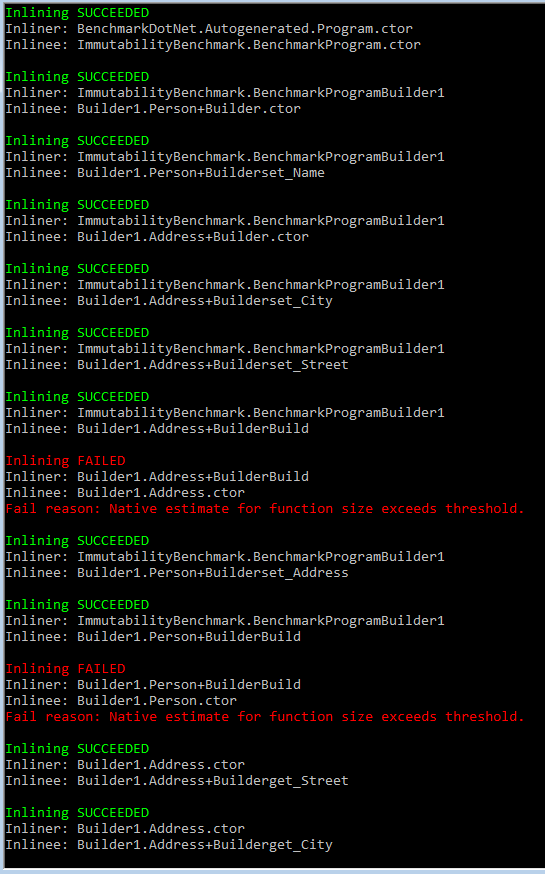 Inlining SUCCEEDED
Inliner: BenchmarkDotNet.Autogenerated.Program.ctor
Inlinee: ImmutabilityBenchmark.BenchmarkProgram.ctor
Inlining SUCCEEDED
Inliner: ImmutabilityBenchmark.BenchmarkProgramBuilder1
Inlinee: Builder1.Person+Builder.ctor
Inlining SUCCEEDED
Inliner: ImmutabilityBenchmark.BenchmarkProgramBuilder1
Inlinee: Builder1.Person+Builderset_Name
Inlining SUCCEEDED
Inliner: ImmutabilityBenchmark.BenchmarkProgramBuilder1
Inlinee: Builder1.Address+Builder.ctor
Inlining SUCCEEDED
Inliner: ImmutabilityBenchmark.BenchmarkProgramBuilder1
Inlinee: Builder1.Address+Builderset_City
Inlining SUCCEEDED
Inliner: ImmutabilityBenchmark.BenchmarkProgramBuilder1
Inlinee: Builder1.Address+Builderset_Street
Inlining SUCCEEDED
Inliner: ImmutabilityBenchmark.BenchmarkProgramBuilder1
Inlinee: Builder1.Address+BuilderBuild
Inlining FAILED
Inliner: Builder1.Address+BuilderBuild
Inlinee: Builder1.Address.ctor
Fail reason: Native estimate for function size exceeds threshold.
Inlining SUCCEEDED
Inliner: ImmutabilityBenchmark.BenchmarkProgramBuilder1
Inlinee: Builder1.Person+Builderset_Address
Inlining SUCCEEDED
Inliner: ImmutabilityBenchmark.BenchmarkProgramBuilder1
Inlinee: Builder1.Person+BuilderBuild
Inlining FAILED
Inliner: Builder1.Person+BuilderBuild
Inlinee: Builder1.Person.ctor
Fail reason: Native estimate for function size exceeds threshold.
Inlining SUCCEEDED
Inliner: Builder1.Address.ctor
Inlinee: Builder1.Address+Builderget_Street
Inlining SUCCEEDED
Inliner: Builder1.Address.ctor
Inlinee: Builder1.Address+Builderget_City